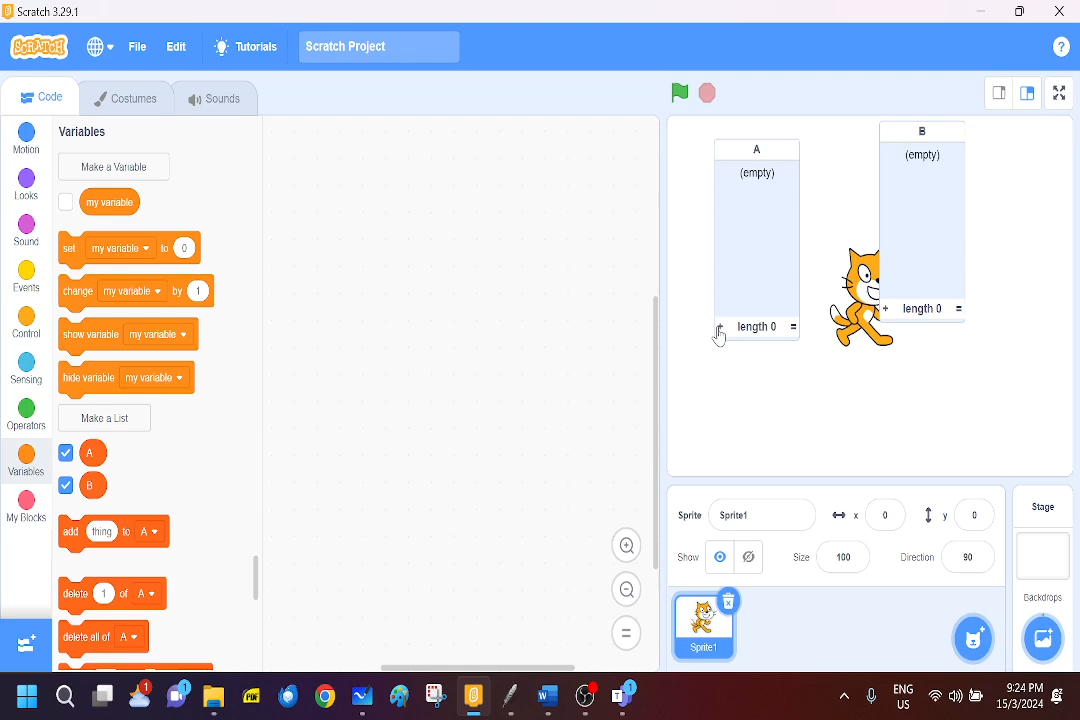 Scratch 3.29.1
SCRATCH
File
Edit
Tutorials
Scratch Project
?
Code
Costumes
Sounds
Motion
Looks
Sound
Events
Control
Sensing
Operators
Variables
My Blocks
Variables
Make a Variable
my variable
set my variable to 0
change my variable by 1
show variable my variable
hide variable my variable
Make a List
A
B
add thing to A
delete 1 of A
delete all of A
A
(empty)
+ length 0 =
B
(empty)
+ length 0 =
Sprite Sprite1 x 0 y 0
Show Size 100 Direction 90
Sprite1
Stage
Backdrops
1
1
PDF
1
ENG
US
9:24 PM
15/3/2024